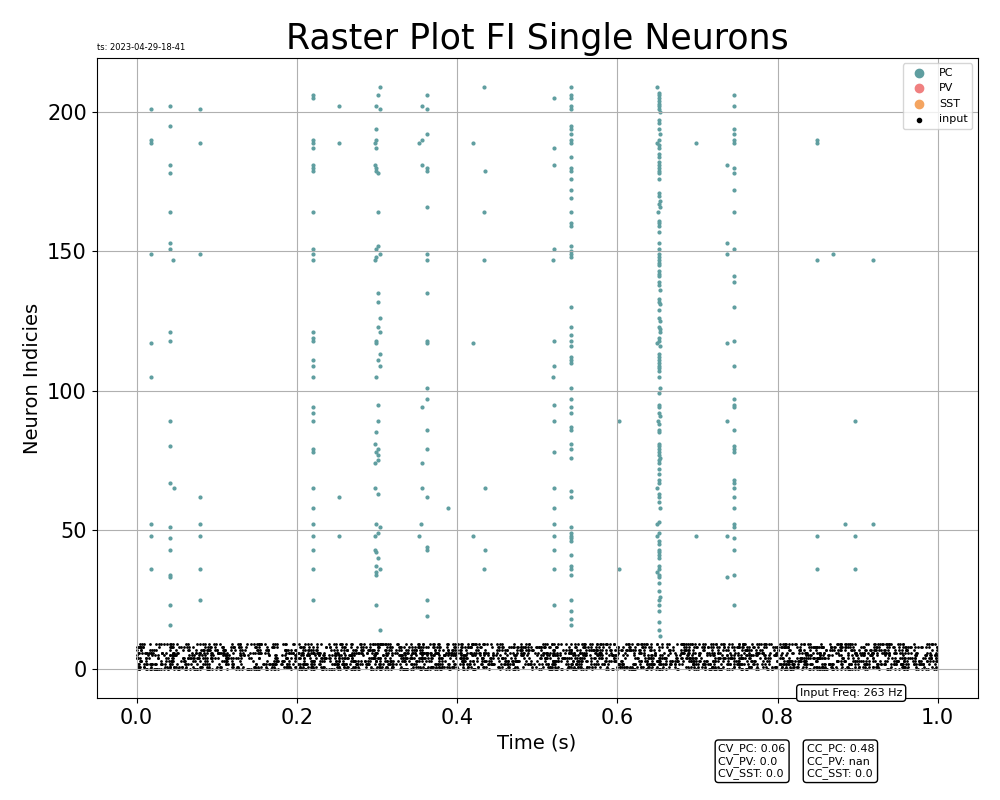 Raster Plot FI Single Neurons
ts: 2023-04-29-18-41
PC
PV
SST
input
200
150
100
50
0
Neuron Indicies
0.0 0.2 0.4 0.6 0.8 1.0
Time (s)
Input Freq: 263 Hz
CV_PC: 0.06
CV_PV: 0.0
CV_SST: 0.0
CC_PC: 0.48
CC_PV: nan
CC_SST: 0.0